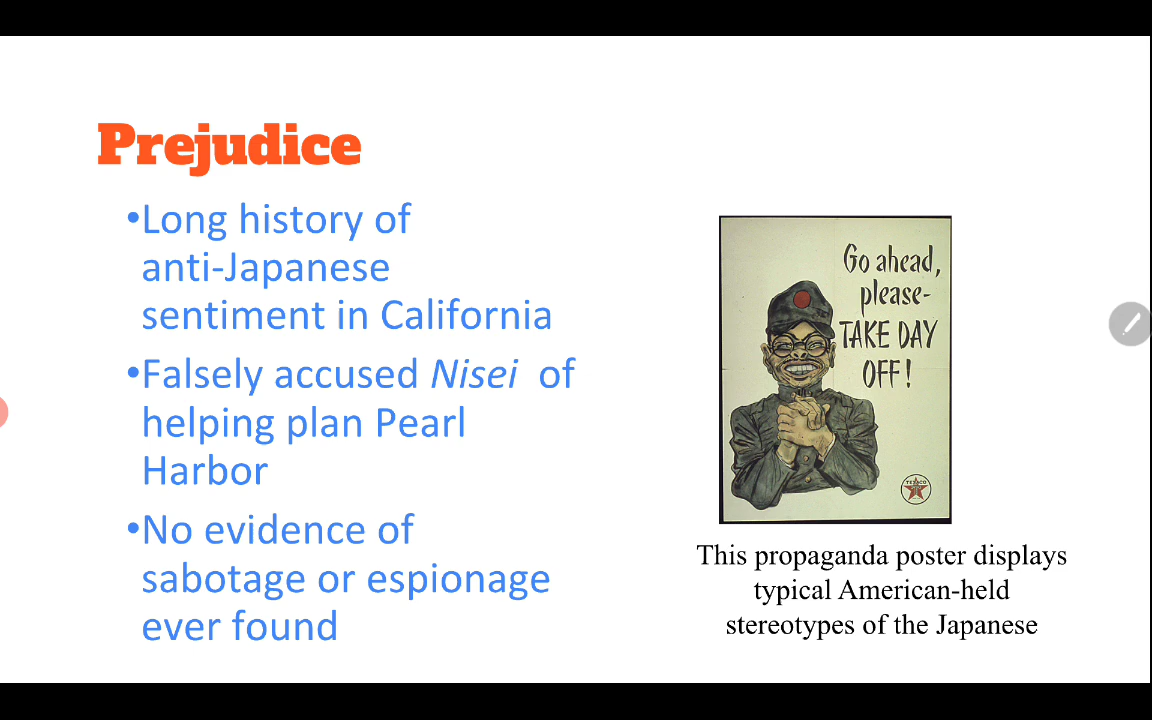 Prejudice
•Long history of
anti-Japanese
sentiment in California
•Falsely accused Nisei of
helping plan Pearl
Harbor
•No evidence of
sabotage or espionage
ever found
Go ahead,
please-
TAKE DAY
OFF!
TEXACO
This propaganda poster displays
typical American-held
stereotypes of the Japanese